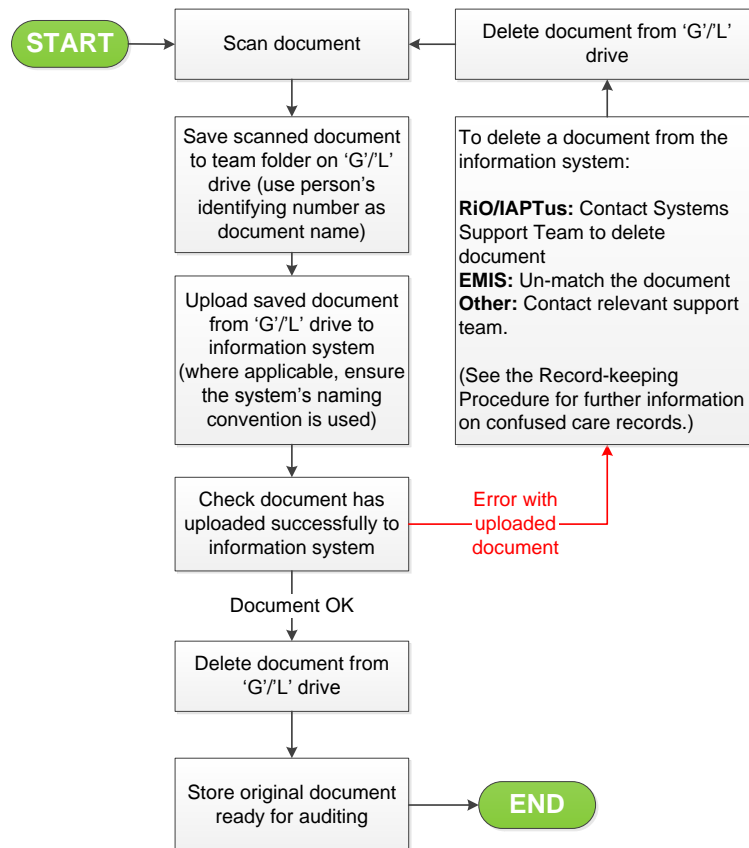 START
Scan document
Delete document from ‘G’/’L’
drive
Save scanned document
to team folder on ‘G’/’L’
drive (use person’s
identifying number as
document name)
To delete a document from the
information system:
RiO/IAPTus: Contact Systems
Support Team to delete
document
EMIS: Un-match the document
Other: Contact relevant support
team.
(See the Record-keeping
Procedure for further information
on confused care records.)
Upload saved document
from ‘G’/’L’ drive to
information system
(where applicable, ensure
the system’s naming
convention is used)
Check document has
uploaded successfully to
information system
Error with
uploaded
document
Document OK
Delete document from
‘G’/’L’ drive
Store original document
ready for auditing
END